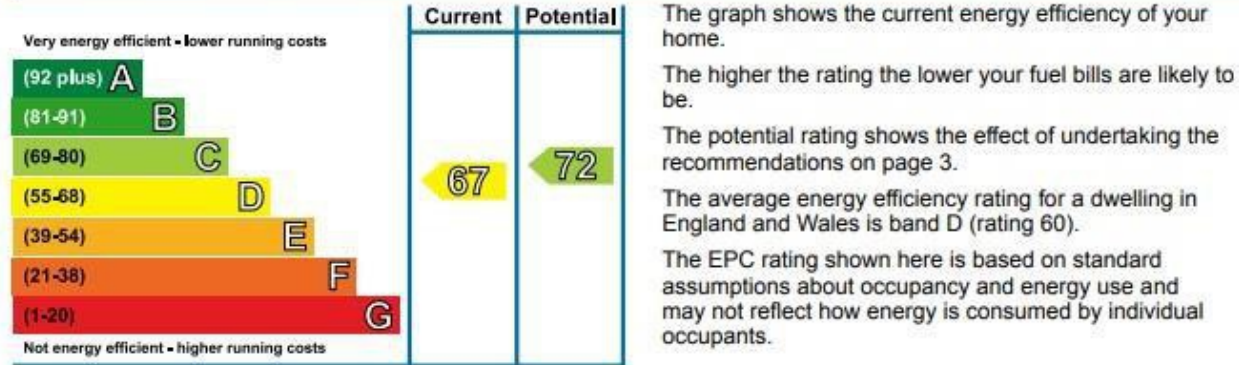 Current Potential
Very energy efficient - lower running costs
(92 plus) A
(81-91) B
(69-80) C
(55-68) D
(39-54) E
(21-38) F
(1-20) G
Not energy efficient - higher running costs
67
72
The graph shows the current energy efficiency of your
home.
The higher the rating the lower your fuel bills are likely to
be.
The potential rating shows the effect of undertaking the
recommendations on page 3.
The average energy efficiency rating for a dwelling in
England and Wales is band D (rating 60).
The EPC rating shown here is based on standard
assumptions about occupancy and energy use and
may not reflect how energy is consumed by individual
occupants.